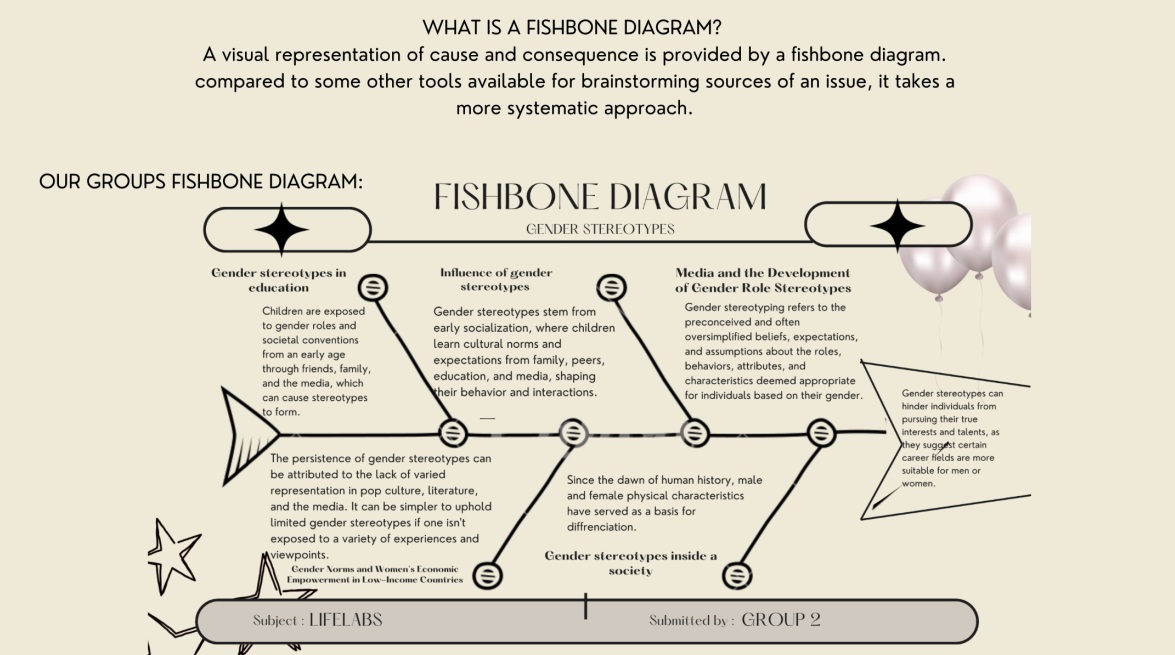 WHAT IS A FISHBONE DIAGRAM?
A visual representation of cause and consequence is provided by a fishbone diagram.
compared to some other tools available for brainstorming sources of an issue, it takes a
more systematic approach.
OUR GROUPS FISHBONE DIAGRAM:
FISHBONE DIAGRAM
GENDER STEREOTYPES
Gender stereotypes in
education
Children are exposed
to gender roles and
societal conventions
from an early age
through friends, family,
and the media, which
can cause stereotypes
to form.
Influence of gender
stereotypes
Gender stereotypes stem from
early socialization, where children
learn cultural norms and
expectations from family, peers,
education, and media, shaping
their behavior and interactions.
Media and the Development
of Gender Role Stereotypes
Gender stereotyping refers to the
preconceived and often
oversimplified beliefs, expectations,
and assumptions about the roles,
behaviors, attributes, and
characteristics deemed appropriate
for individuals based on their gender.
Gender stereotypes can
hinder individuals from
pursuing their true
interests and talents, as
they suggest certain
career fields are more
suitable for men or
women.
The persistence of gender stereotypes can
be attributed to the lack of varied
representation in pop culture, literature,
and the media. It can be simpler to uphold
limited gender stereotypes if one isn't
exposed to a variety of experiences and
viewpoints.
Gender Norms and Women's Economic
Empowerment in Low-Income Countries
Since the dawn of human history, male
and female physical characteristics
have served as a basis for
diffrenciation.
Gender stereotypes inside a
society
Subject : LIFELABS
Submitted by : GROUP 2